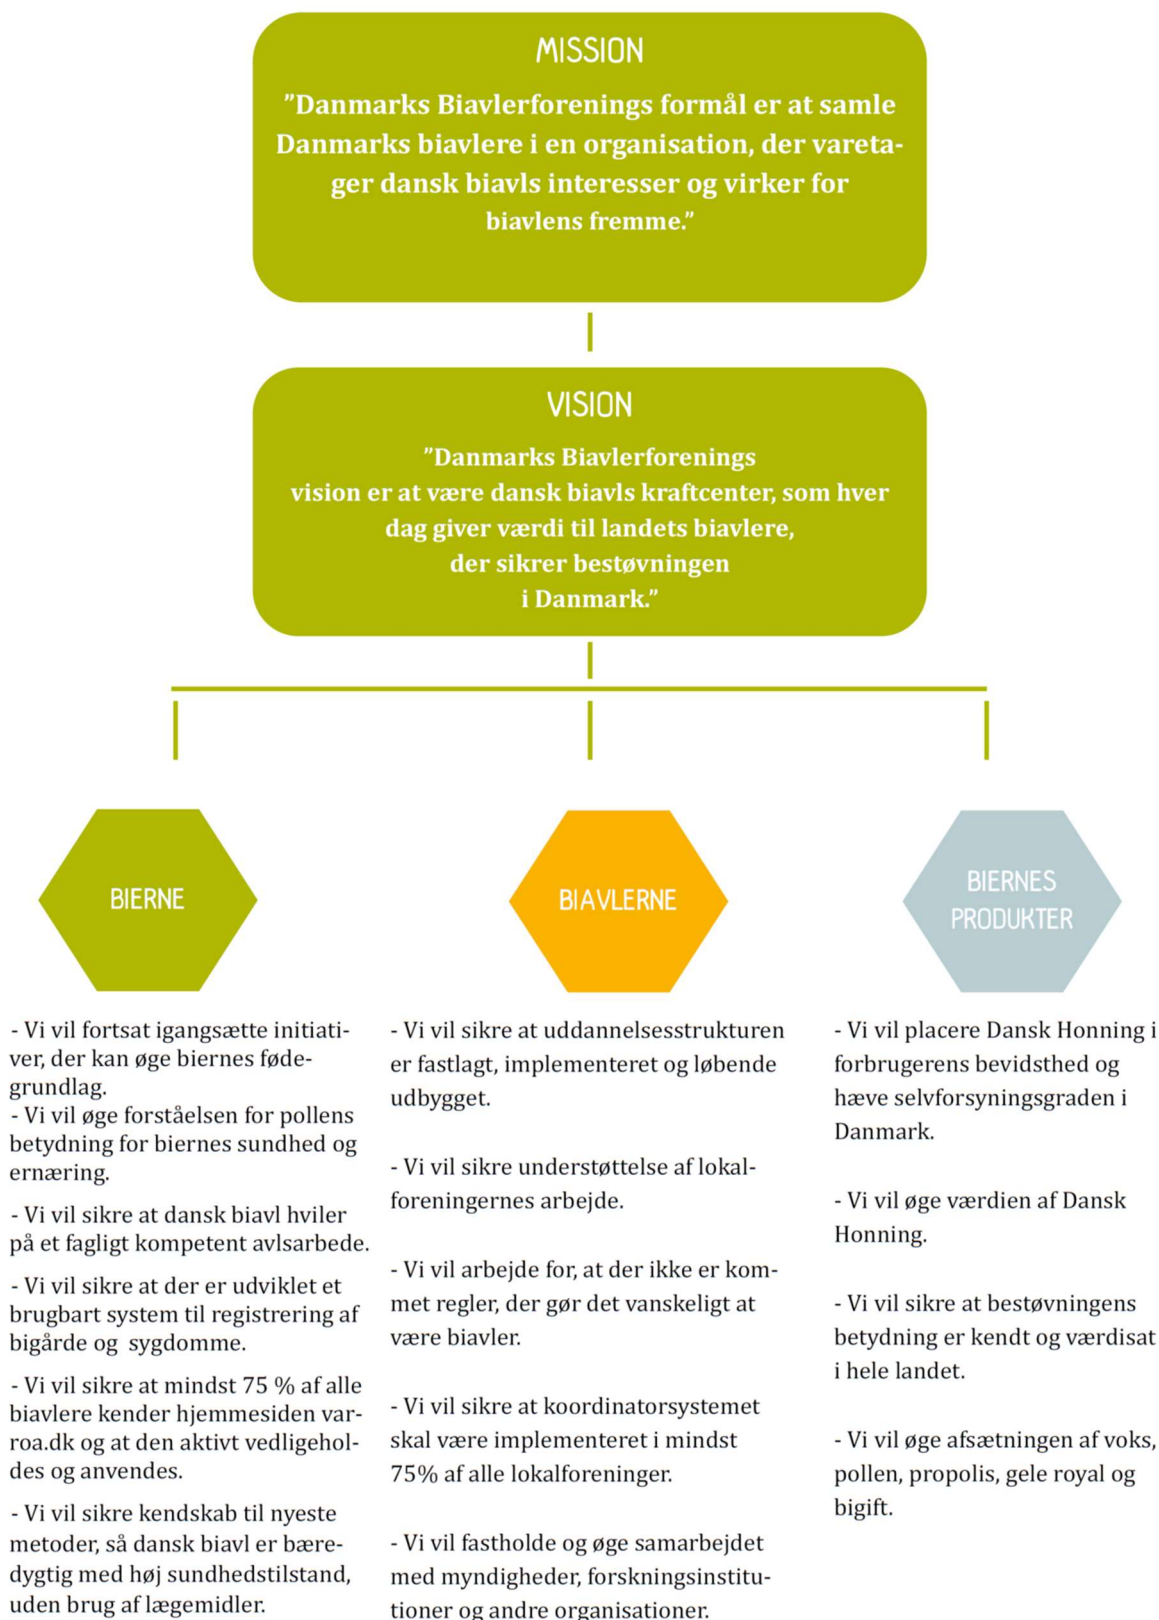 MISSION
”Danmarks Biavlerforenings formål er at samle
Danmarks biavlere i en organisation, der vareta-
ger dansk biavls interesser og virker for
biavlens fremme.”
VISION
”Danmarks Biavlerforenings
vision er at være dansk biavls kraftcenter, som hver
dag giver værdi til landets biavlere,
der sikrer bestøvningen
i Danmark.”
BIERNE
- Vi vil fortsat igangsætte initiati-
ver, der kan øge biernes føde-
grundlag.
- Vi vil øge forståelsen for pollens
betydning for biernes sundhed og
ernæring.
- Vi vil sikre at dansk biavl hviler
på et fagligt kompetent avlsarbede.
- Vi vil sikre at der er udviklet et
brugbart system til registrering af
bigårde og  sygdomme.
- Vi vil sikre at mindst 75 % af alle
biavlere kender hjemmesiden var-
roa.dk og at den aktivt vedligehol-
des og anvendes.
- Vi vil sikre kendskab til nyeste
metoder, så dansk biavl er bære-
dygtig med høj sundhedstilstand,
uden brug af lægemidler.
BIAVLERNE
- Vi vil sikre at uddannelsesstrukturen
er fastlagt, implementeret og løbende
udbygget.
- Vi vil sikre understøttelse af lokal-
foreningernes arbejde.
- Vi vil arbejde for, at der ikke er kom-
met regler, der gør det vanskeligt at
være biavler.
- Vi vil sikre at koordinatorsystemet
skal være implementeret i mindst
75% af alle lokalforeninger.
- Vi vil fastholde og øge samarbejdet
med myndigheder, forskningsinstitu-
tioner og andre organisationer.
BIERNES
PRODUKTER
- Vi vil placere Dansk Honning i
forbrugerens bevidsthed og
hæve selvforsyningsgraden i
Danmark.
- Vi vil øge værdien af Dansk
Honning.
- Vi vil sikre at bestøvningens
betydning er kendt og værdisat
i hele landet.
- Vi vil øge afsætningen af voks,
pollen, propolis, gele royal og
bigift.